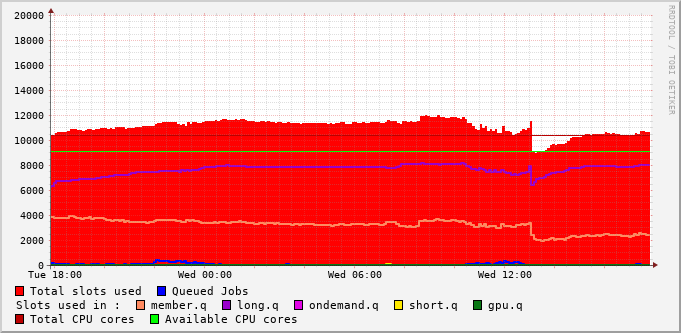 20000
18000
16000
14000
12000
10000
8000
6000
4000
2000
0
Tue 18:00 Wed 00:00 Wed 06:00 Wed 12:00
Total slots used Queued Jobs
Slots used in : member.q long.q ondemand.q short.q gpu.q
Total CPU cores Available CPU cores
RRDTOOL / TOBI OETIKER